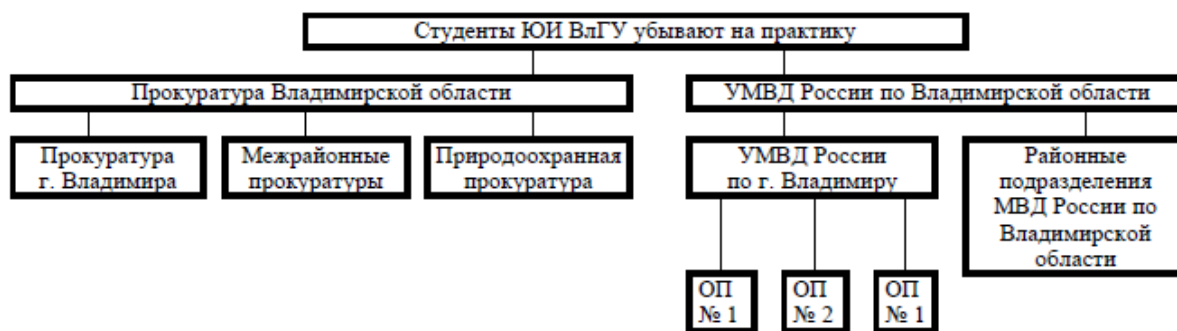 Студенты ЮИ ВлГУ убывают на практику
Прокуратура Владимирской области
УМВД России по Владимирской области
Прокуратура
г. Владимира
Межрайонные
прокуратуры
Природоохранная
прокуратура
УМВД России
по г. Владимиру
Районные
подразделения
МВД России по
Владимирской
области
ОП
№ 1
ОП
№ 2
ОП
№ 1